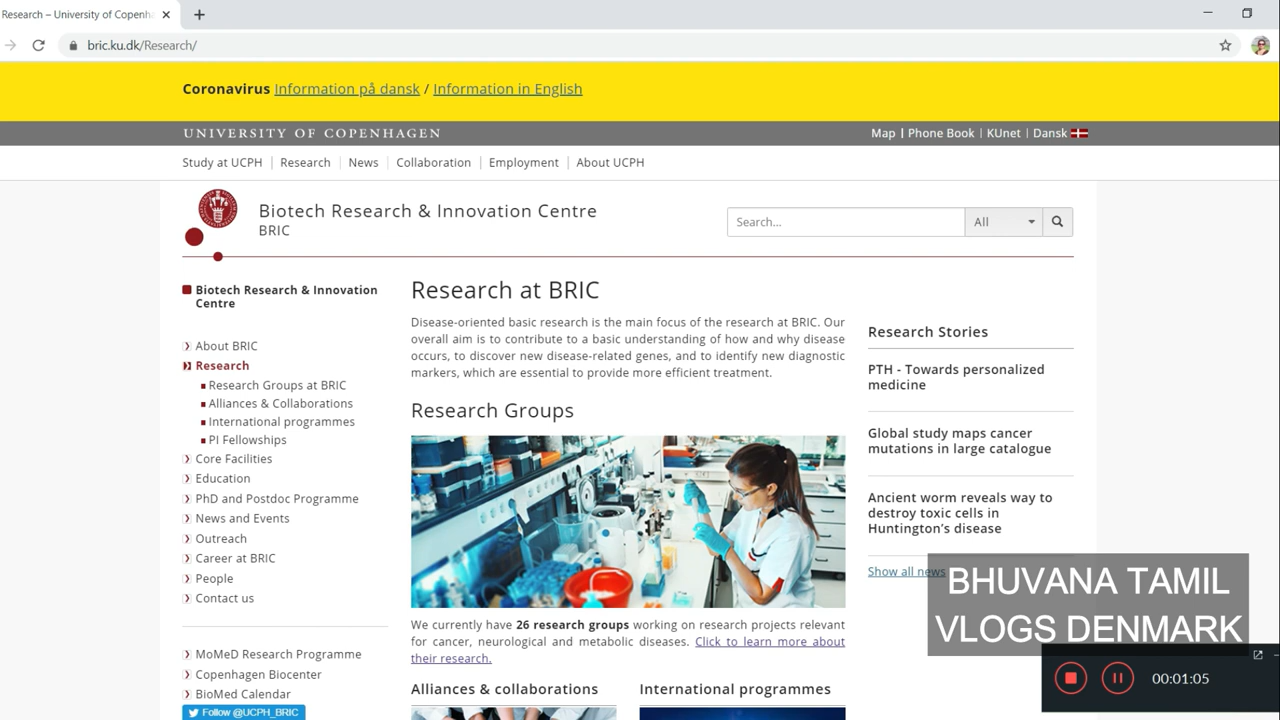 Research – University of Copenh
bric.ku.dk/Research/
Coronavirus Information på dansk / Information in English
UNIVERSITY OF COPENHAGEN
Map | Phone Book | KUnet | Dansk
Study at UCPH | Research | News | Collaboration | Employment | About UCPH
Biotech Research & Innovation Centre
BRIC
Search...
All
Biotech Research & Innovation
Centre
About BRIC
Research
Research Groups at BRIC
Alliances & Collaborations
International programmes
PI Fellowships
Core Facilities
Education
PhD and Postdoc Programme
News and Events
Outreach
Career at BRIC
People
Contact us
MoMeD Research Programme
Copenhagen Biocenter
BioMed Calendar
Follow @UCPH_BRIC
Research at BRIC
Disease-oriented basic research is the main focus of the research at BRIC. Our
overall aim is to contribute to a basic understanding of how and why disease
occurs, to discover new disease-related genes, and to identify new diagnostic
markers, which are essential to provide more efficient treatment.
Research Groups
We currently have 26 research groups working on research projects relevant
for cancer, neurological and metabolic diseases. Click to learn more about
their research.
Alliances & collaborations
International programmes
Research Stories
PTH - Towards personalized
medicine
Global study maps cancer
mutations in large catalogue
Ancient worm reveals way to
destroy toxic cells in
Huntington's disease
Show all news
BHUVANA TAMIL
VLOGS DENMARK
00:01:05